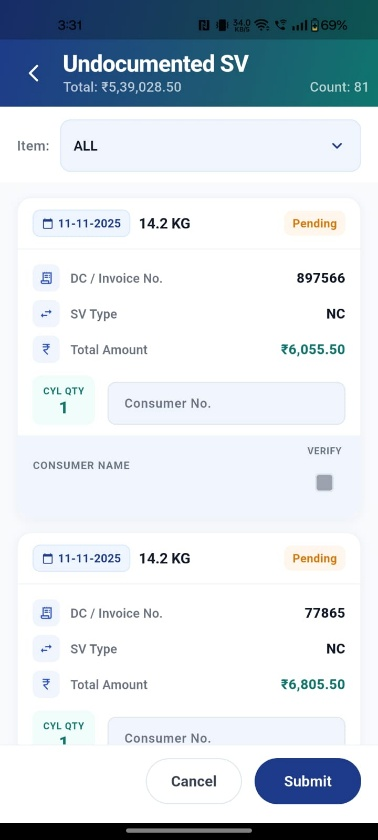 3:31 34.0 KB/S 69%
Undocumented SV
Total: ₹5,39,028.50 Count: 81
Item: ALL
11-11-2025 14.2 KG Pending
DC / Invoice No. 897566
SV Type NC
₹ Total Amount ₹6,055.50
CYL QTY
1 Consumer No.
VERIFY
CONSUMER NAME
11-11-2025 14.2 KG Pending
DC / Invoice No. 77865
SV Type NC
₹ Total Amount ₹6,805.50
CYL QTY
1 Consumer No.
Cancel Submit